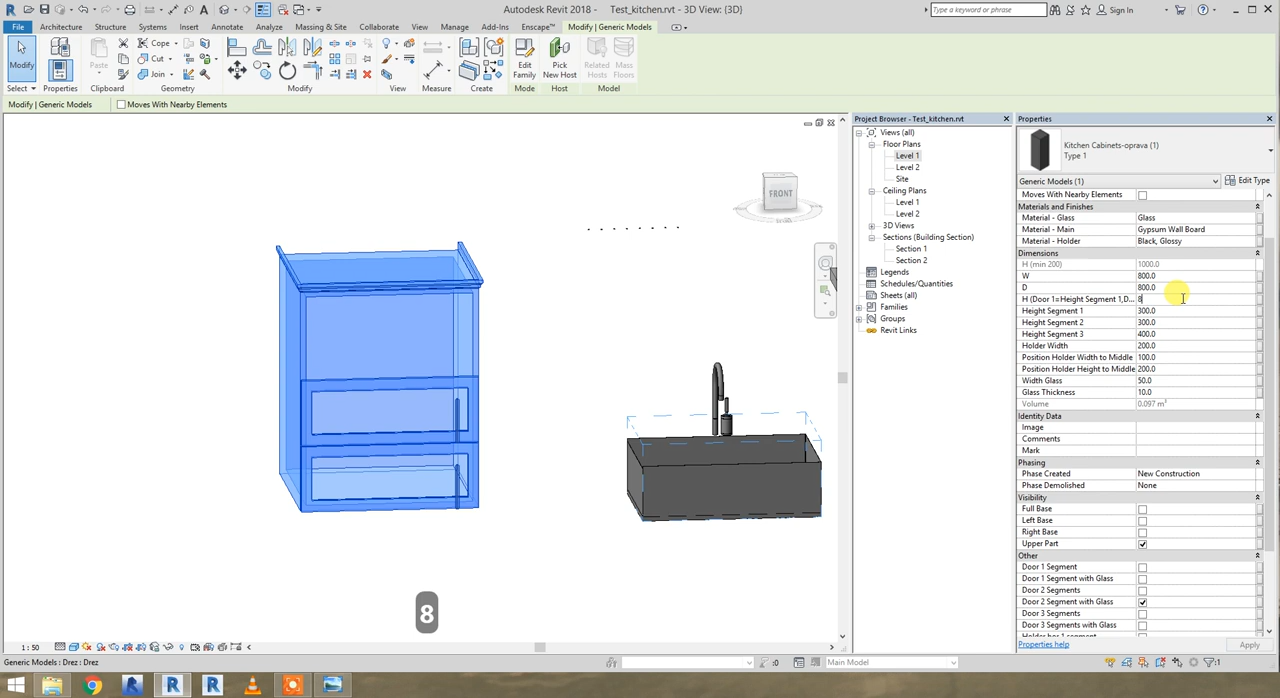 Autodesk Revit 2018 - Test_kitchen.rvt - 3D View: {3D}
Type a keyword or phrase
Sign In
File Architecture Structure Systems Insert Annotate Analyze Massing & Site Collaborate View Manage Add-Ins Enscape™ Modify | Generic Models
Modify
Paste
Cope
Cut
Join
Edit Family
Pick New Host
Related Hosts
Mass Floors
Select Properties Clipboard Geometry Modify View Measure Create Mode Host Model
Modify | Generic Models Moves With Nearby Elements
FRONT
8
Project Browser - Test_kitchen.rvt
Views (all)
Floor Plans
Level 1
Level 2
Site
Ceiling Plans
Level 1
Level 2
3D Views
Sections (Building Section)
Section 1
Section 2
Legends
Schedules/Quantities
Sheets (all)
Families
Groups
Revit Links
Properties
Kitchen Cabinets-oprava (1)
Type 1
Generic Models (1) Edit Type
Moves With Nearby Elements
Materials and Finishes
Material - Glass Glass
Material - Main Gypsum Wall Board
Material - Holder Black, Glossy
Dimensions
H (min 200) 1000.0
W 800.0
D 800.0
H (Door 1=Height Segment 1,D... 8
Height Segment 1 300.0
Height Segment 2 300.0
Height Segment 3 400.0
Holder Width 200.0
Position Holder Width to Middle 100.0
Position Holder Height to Middle 200.0
Width Glass 50.0
Glass Thickness 10.0
Volume 0.097 m³
Identity Data
Image
Comments
Mark
Phasing
Phase Created New Construction
Phase Demolished None
Visibility
Full Base
Left Base
Right Base
Upper Part
Other
Door 1 Segment
Door 1 Segment with Glass
Door 2 Segments
Door 2 Segments with Glass
Door 3 Segments
Door 3 Segments with Glass
Properties help Apply
1 : 50
Generic Models : Drez : Drez
:0
Main Model
:1